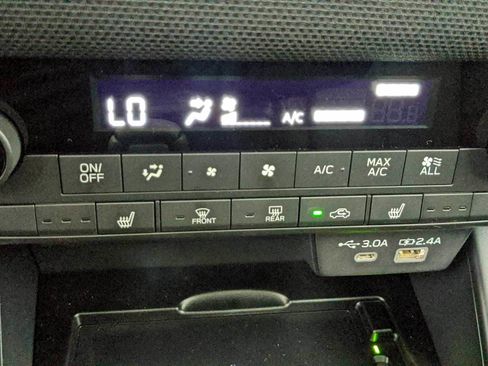 LO A/C
ON/
OFF
- 
A/C
MAX
A/C
ALL
FRONT
REAR
3.0A 2.4A